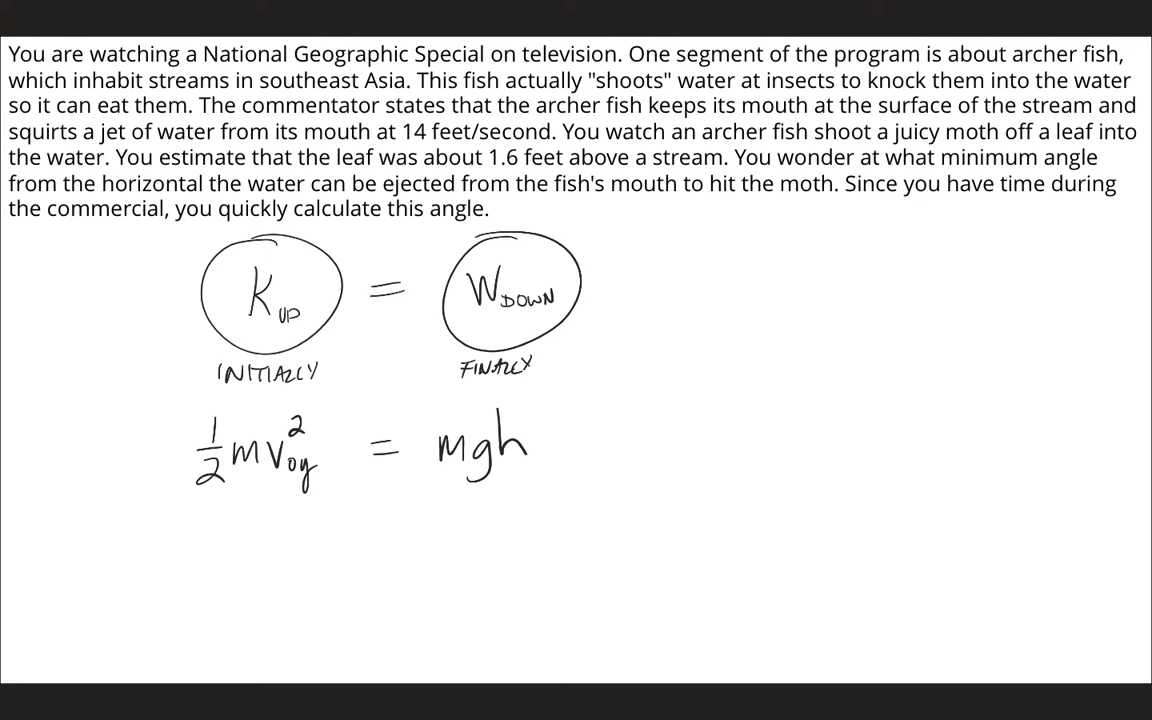 You are watching a National Geographic Special on television. One segment of the program is about archer fish,
which inhabit streams in southeast Asia. This fish actually "shoots" water at insects to knock them into the water
so it can eat them. The commentator states that the archer fish keeps its mouth at the surface of the stream and
squirts a jet of water from its mouth at 14 feet/second. You watch an archer fish shoot a juicy moth off a leaf into
the water. You estimate that the leaf was about 1.6 feet above a stream. You wonder at what minimum angle
from the horizontal the water can be ejected from the fish's mouth to hit the moth. Since you have time during
the commercial, you quickly calculate this angle.
K_UP = W_DOWN
INITIALLY FINALLY
1/2 mv_oy^2 = mgh